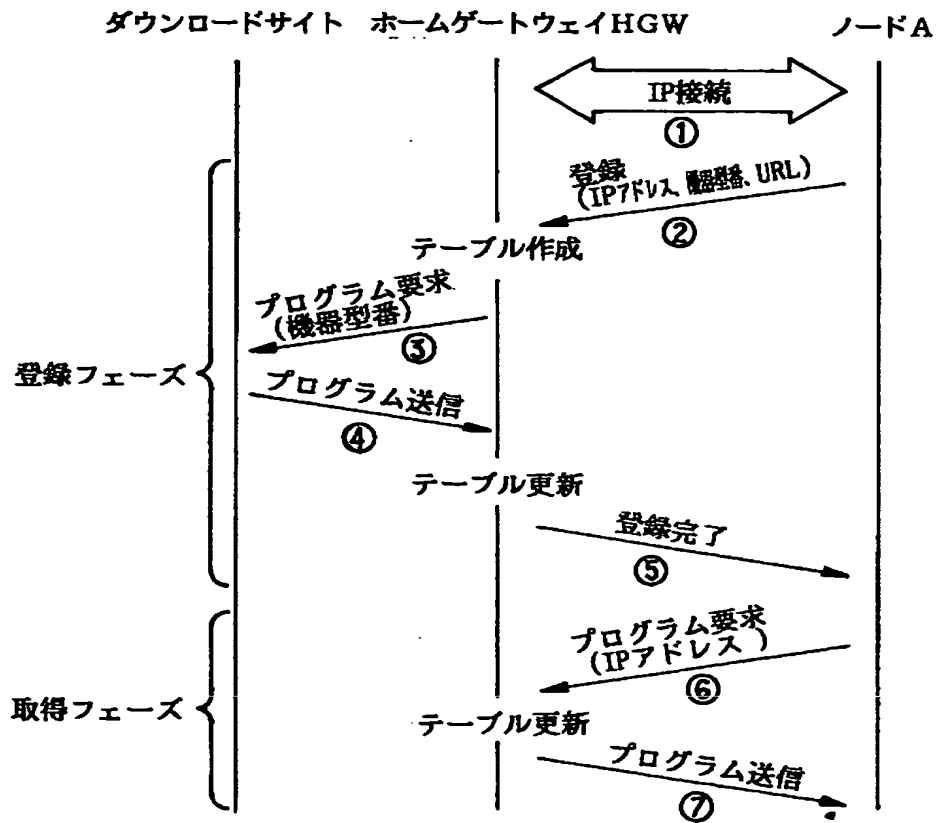 ダウンロードサイト ホームゲートウェイHGW ノードA
IP接続
①
登録
(IPアドレス、機器型番、URL)
②
テーブル作成
プログラム要求
(機器型番)
③
登録フェーズ
プログラム送信
④
テーブル更新
登録完了
⑤
プログラム要求
(IPアドレス)
⑥
取得フェーズ
テーブル更新
プログラム送信
⑦